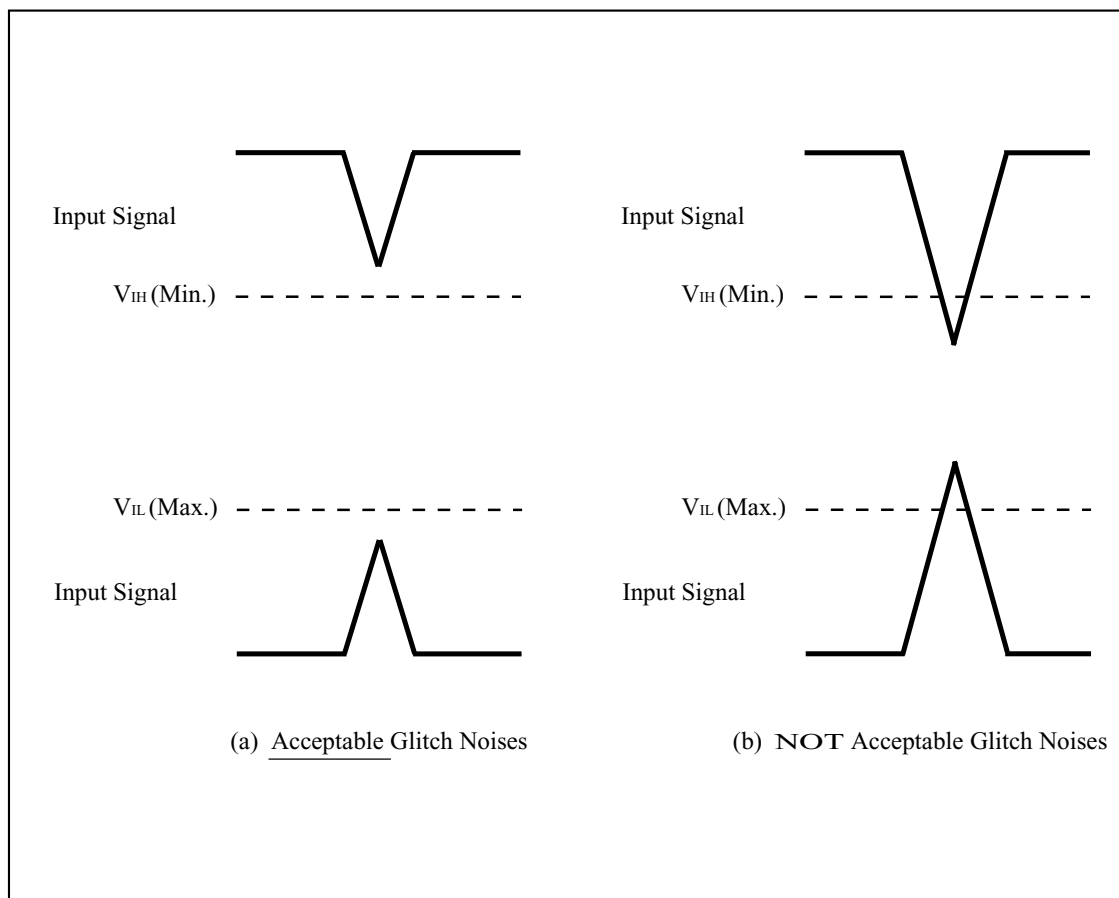 Input Signal
VIH (Min.)
VIL (Max.)
Input Signal
(a) Acceptable Glitch Noises
Input Signal
VIH (Min.)
VIL (Max.)
Input Signal
(b) NOT Acceptable Glitch Noises